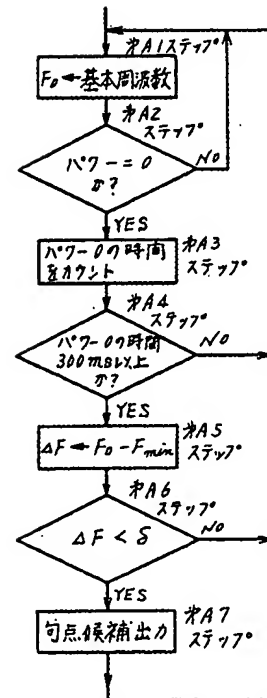 第A1ステップ
F₀←基本周波数
第A2
ステップ
パワー=0
か?
NO
YES
第A3
ステップ
パワー0の時間
をカウント
第A4
ステップ
パワー0の時間
300ms以上
か?
NO
YES
第A5
ステップ
ΔF←F₀-Fmin
第A6
ステップ
ΔF<δ
NO
YES
第A7
ステップ
句点候補出力